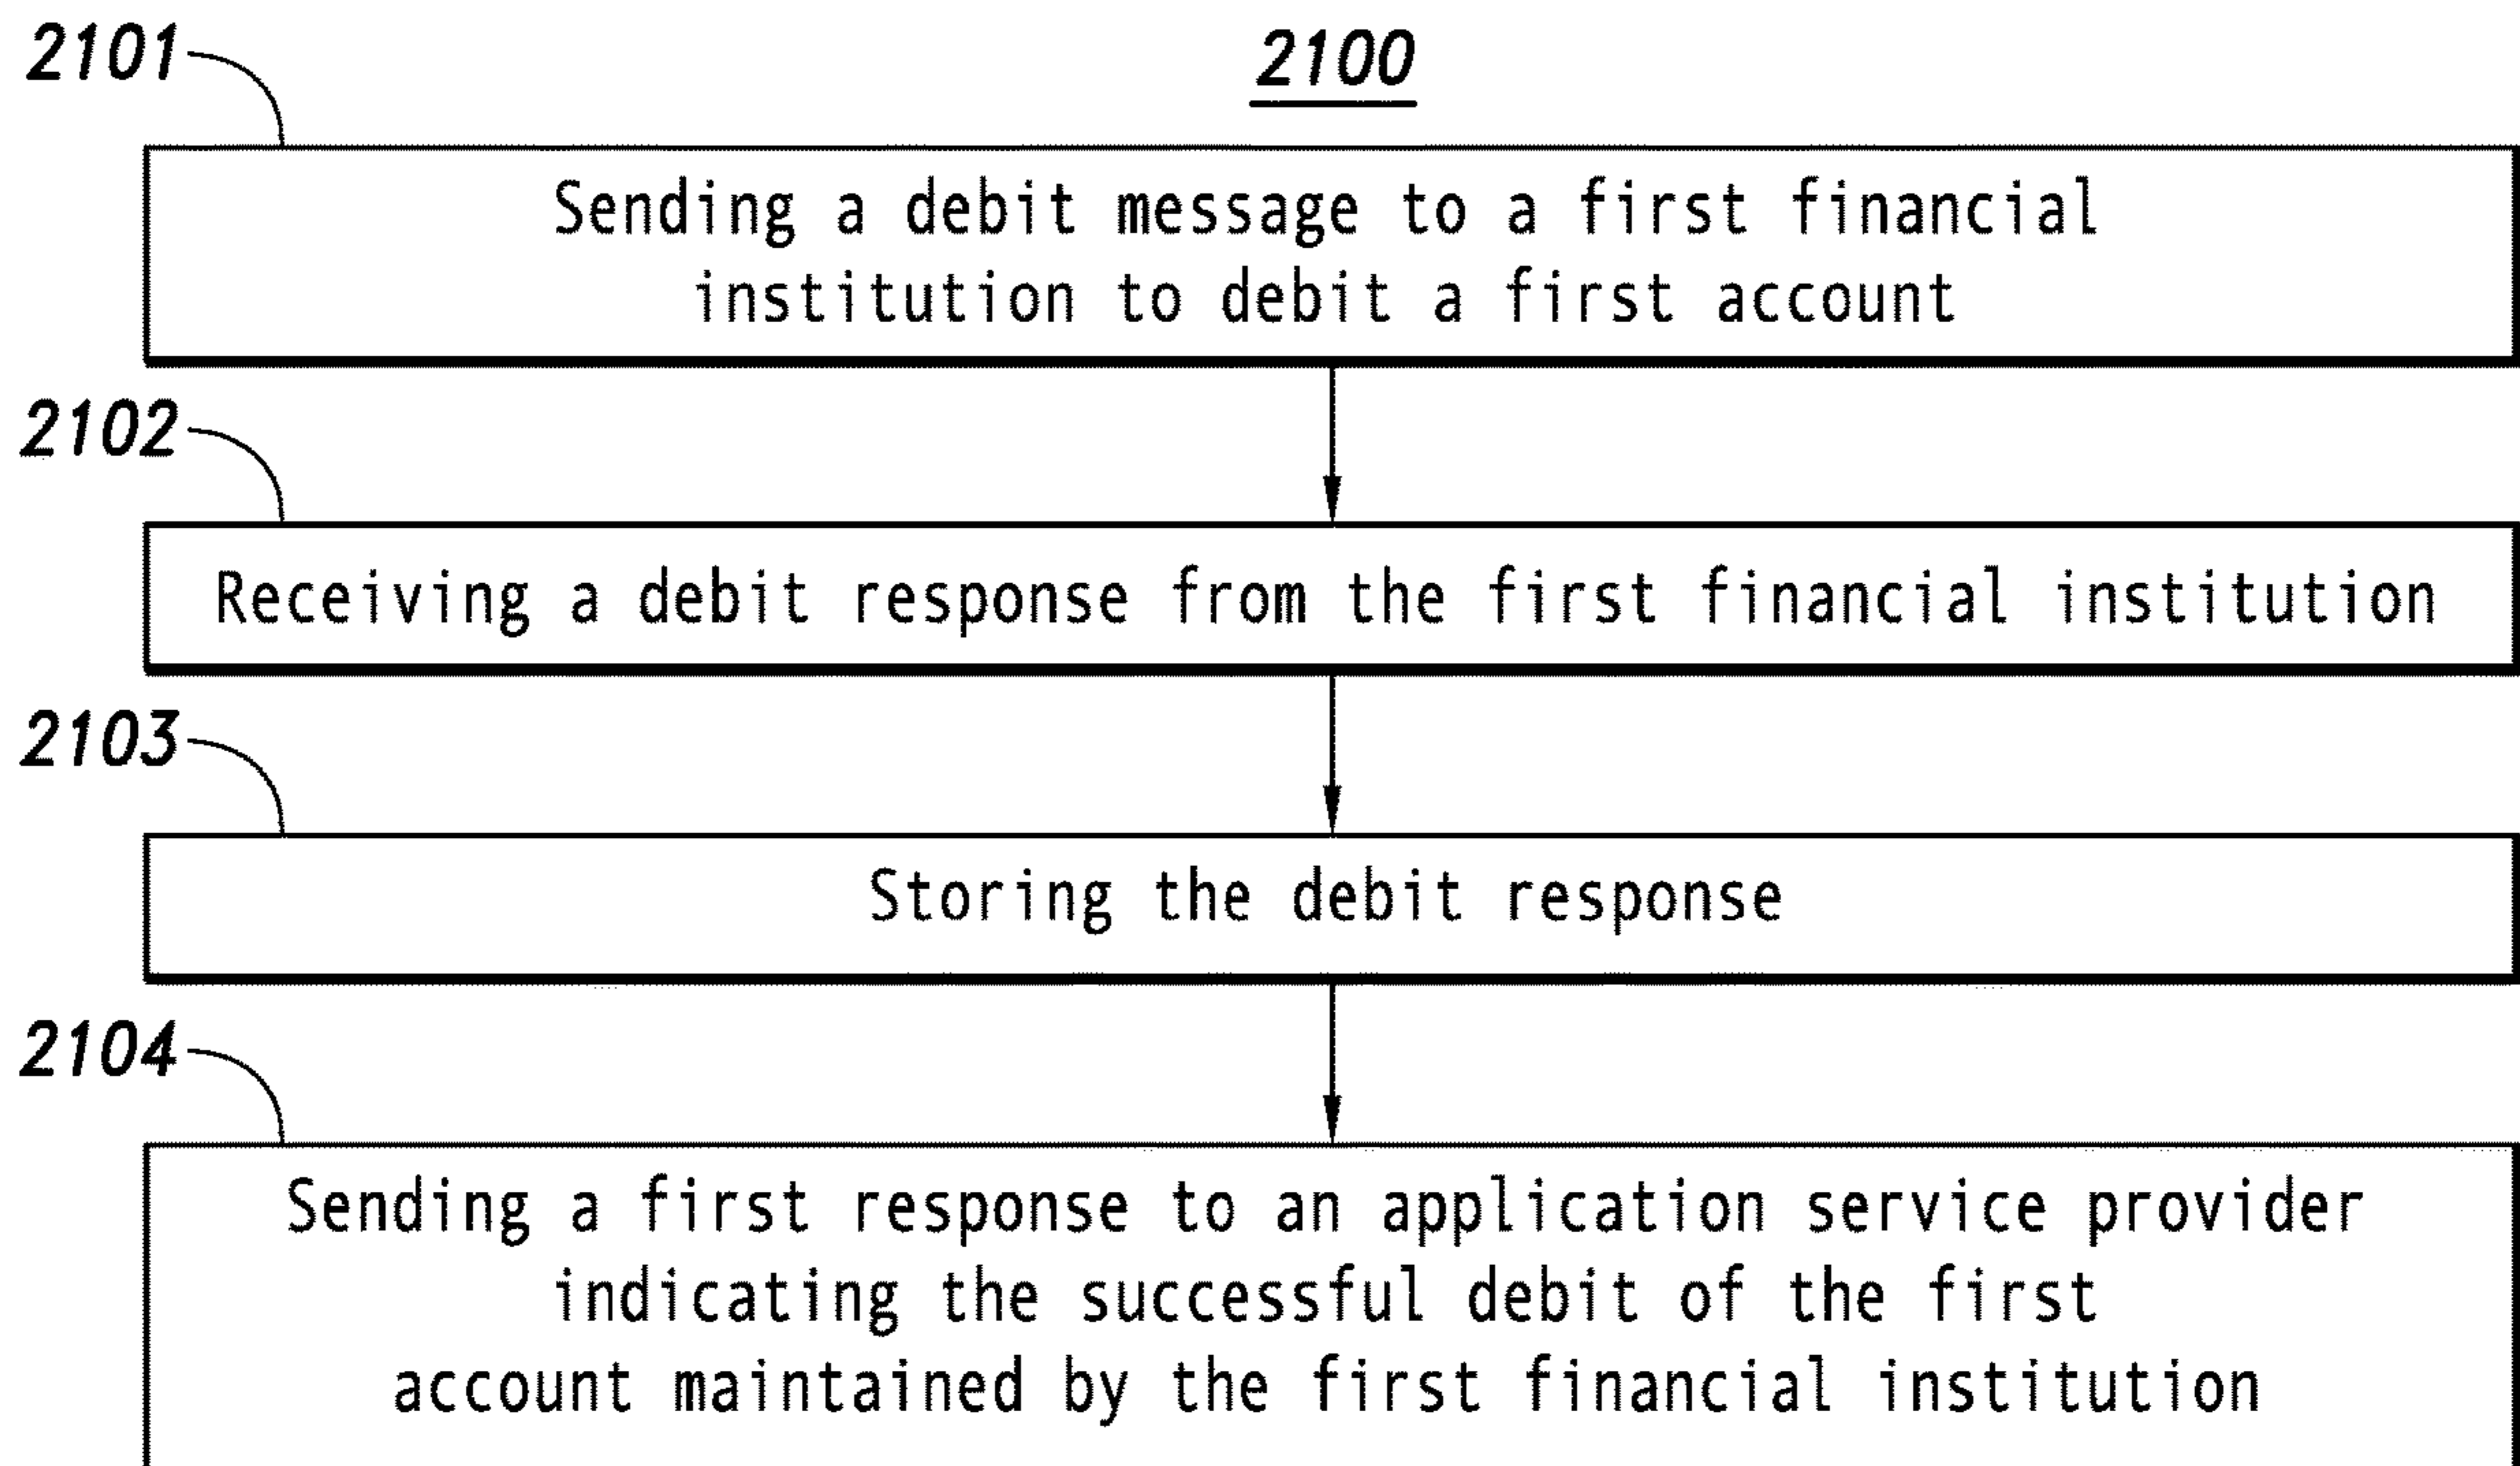 2101
2100
Sending a debit message to a first financial
institution to debit a first account
2102
Receiving a debit response from the first financial institution
2103
Storing the debit response
2104
Sending a first response to an application service provider
indicating the successful debit of the first
account maintained by the first financial institution